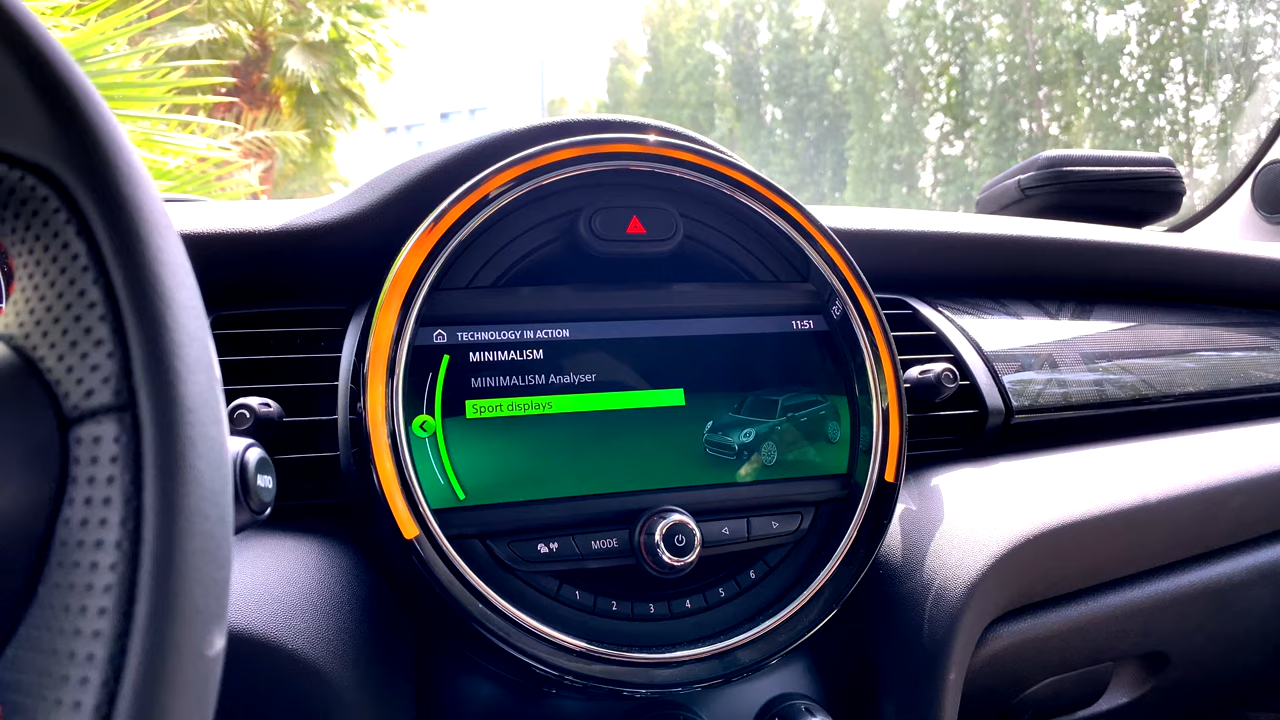 TECHNOLOGY IN ACTION
11:51
MINIMALISM
MINIMALISM Analyser
Sport displays
AUTO
MODE
1 2 3 4 5 6